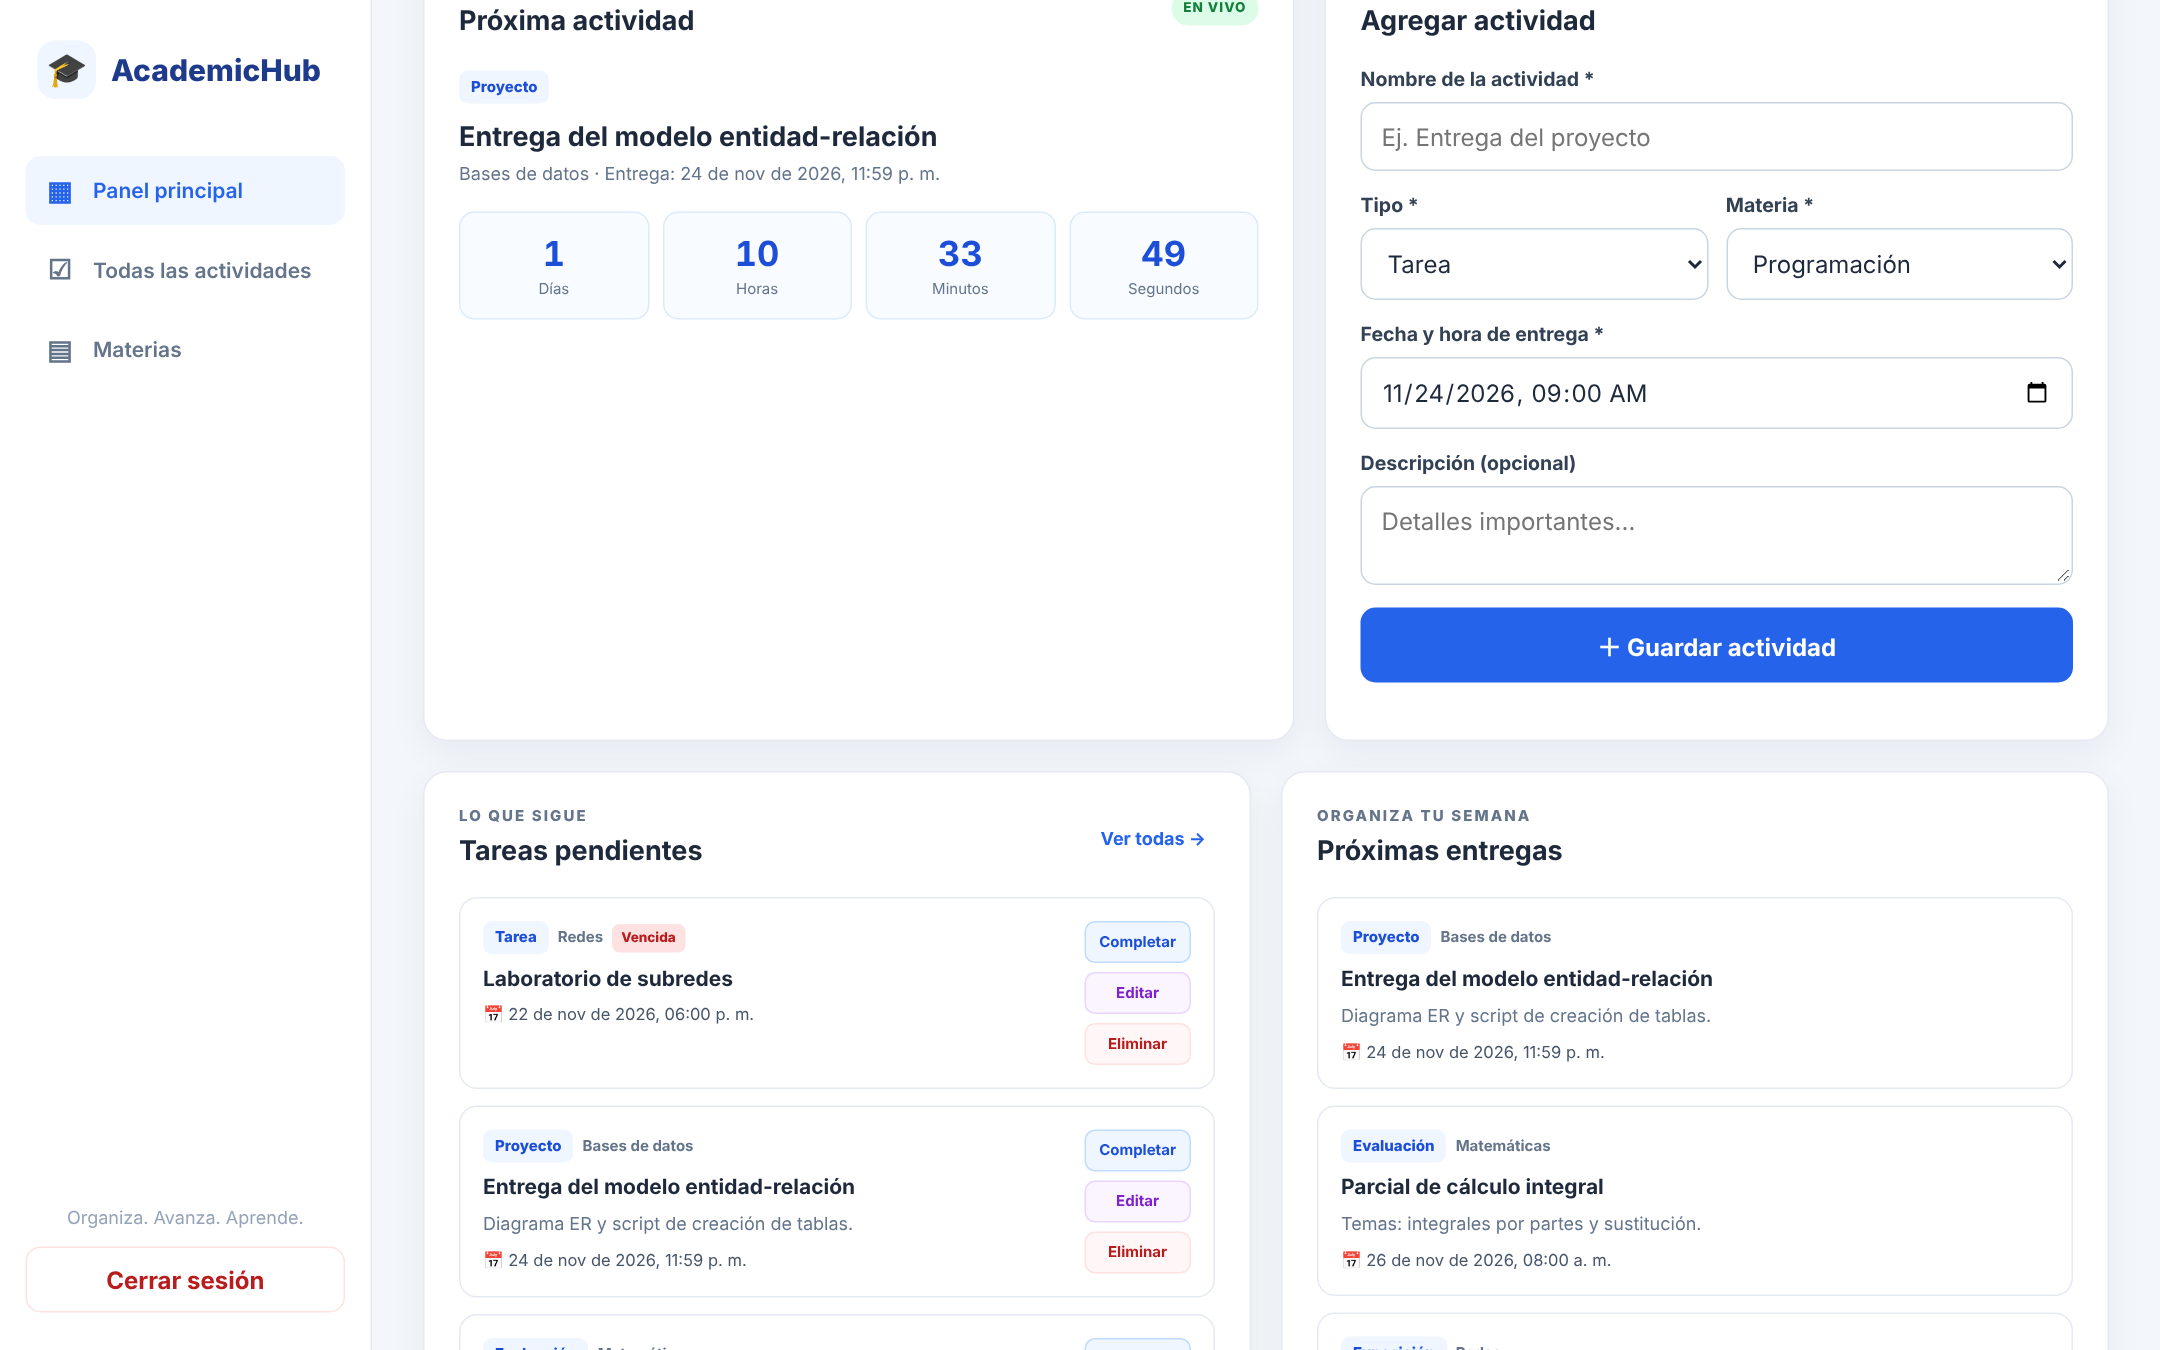 AcademicHub
Panel principal
Todas las actividades
Materias
Organiza. Avanza. Aprende.
Cerrar sesión
Próxima actividad
EN VIVO
Proyecto
Entrega del modelo entidad-relación
Bases de datos · Entrega: 24 de nov de 2026, 11:59 p. m.
1 10 33 49
Días Horas Minutos Segundos
Agregar actividad
Nombre de la actividad *
Ej. Entrega del proyecto
Tipo * Materia *
Tarea Programación
Fecha y hora de entrega *
11/24/2026, 09:00 AM
Descripción (opcional)
Detalles importantes...
+ Guardar actividad
LO QUE SIGUE
Tareas pendientes
Ver todas →
Tarea Redes Vencida
Laboratorio de subredes
22 de nov de 2026, 06:00 p. m.
Completar
Editar
Eliminar
Proyecto Bases de datos
Entrega del modelo entidad-relación
Diagrama ER y script de creación de tablas.
24 de nov de 2026, 11:59 p. m.
Completar
Editar
Eliminar
ORGANIZA TU SEMANA
Próximas entregas
Proyecto Bases de datos
Entrega del modelo entidad-relación
Diagrama ER y script de creación de tablas.
24 de nov de 2026, 11:59 p. m.
Evaluación Matemáticas
Parcial de cálculo integral
Temas: integrales por partes y sustitución.
26 de nov de 2026, 08:00 a. m.